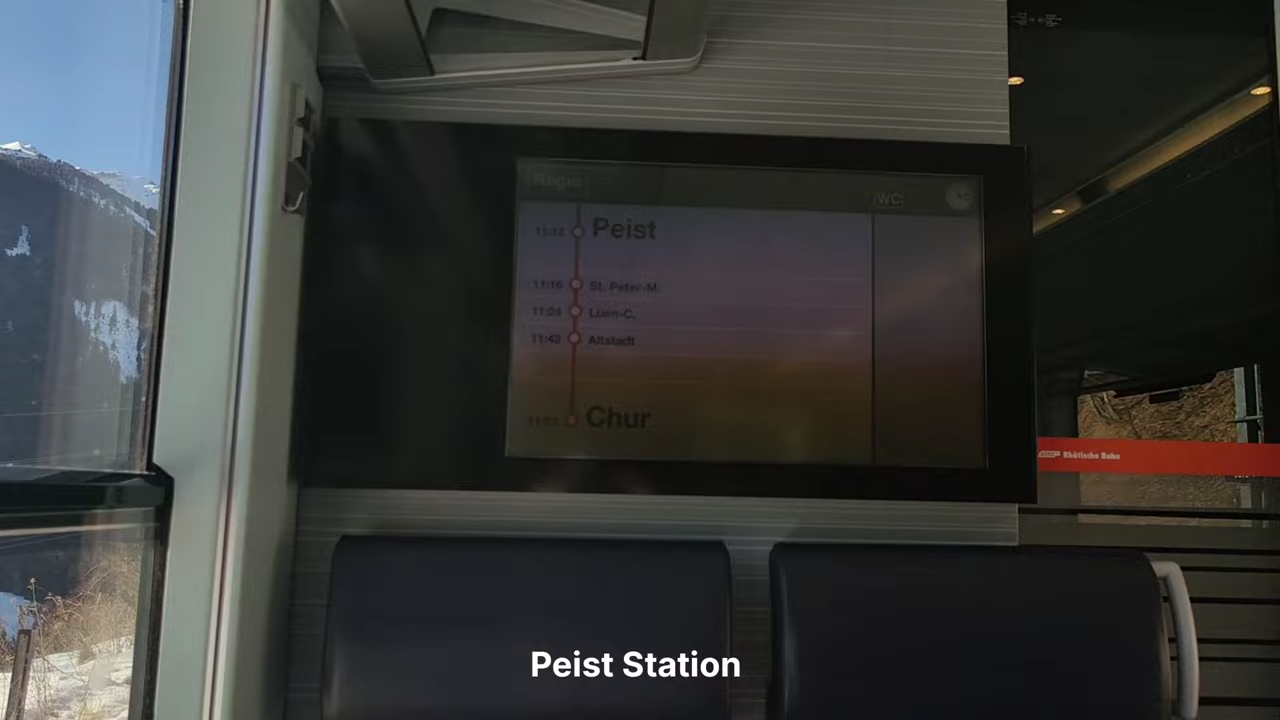 Regio
WC
11:13 Peist
11:16 St. Peter-M.
11:24 Lüen-C.
11:42 Altstadt
Chur
Rhätische Bahn
Peist Station